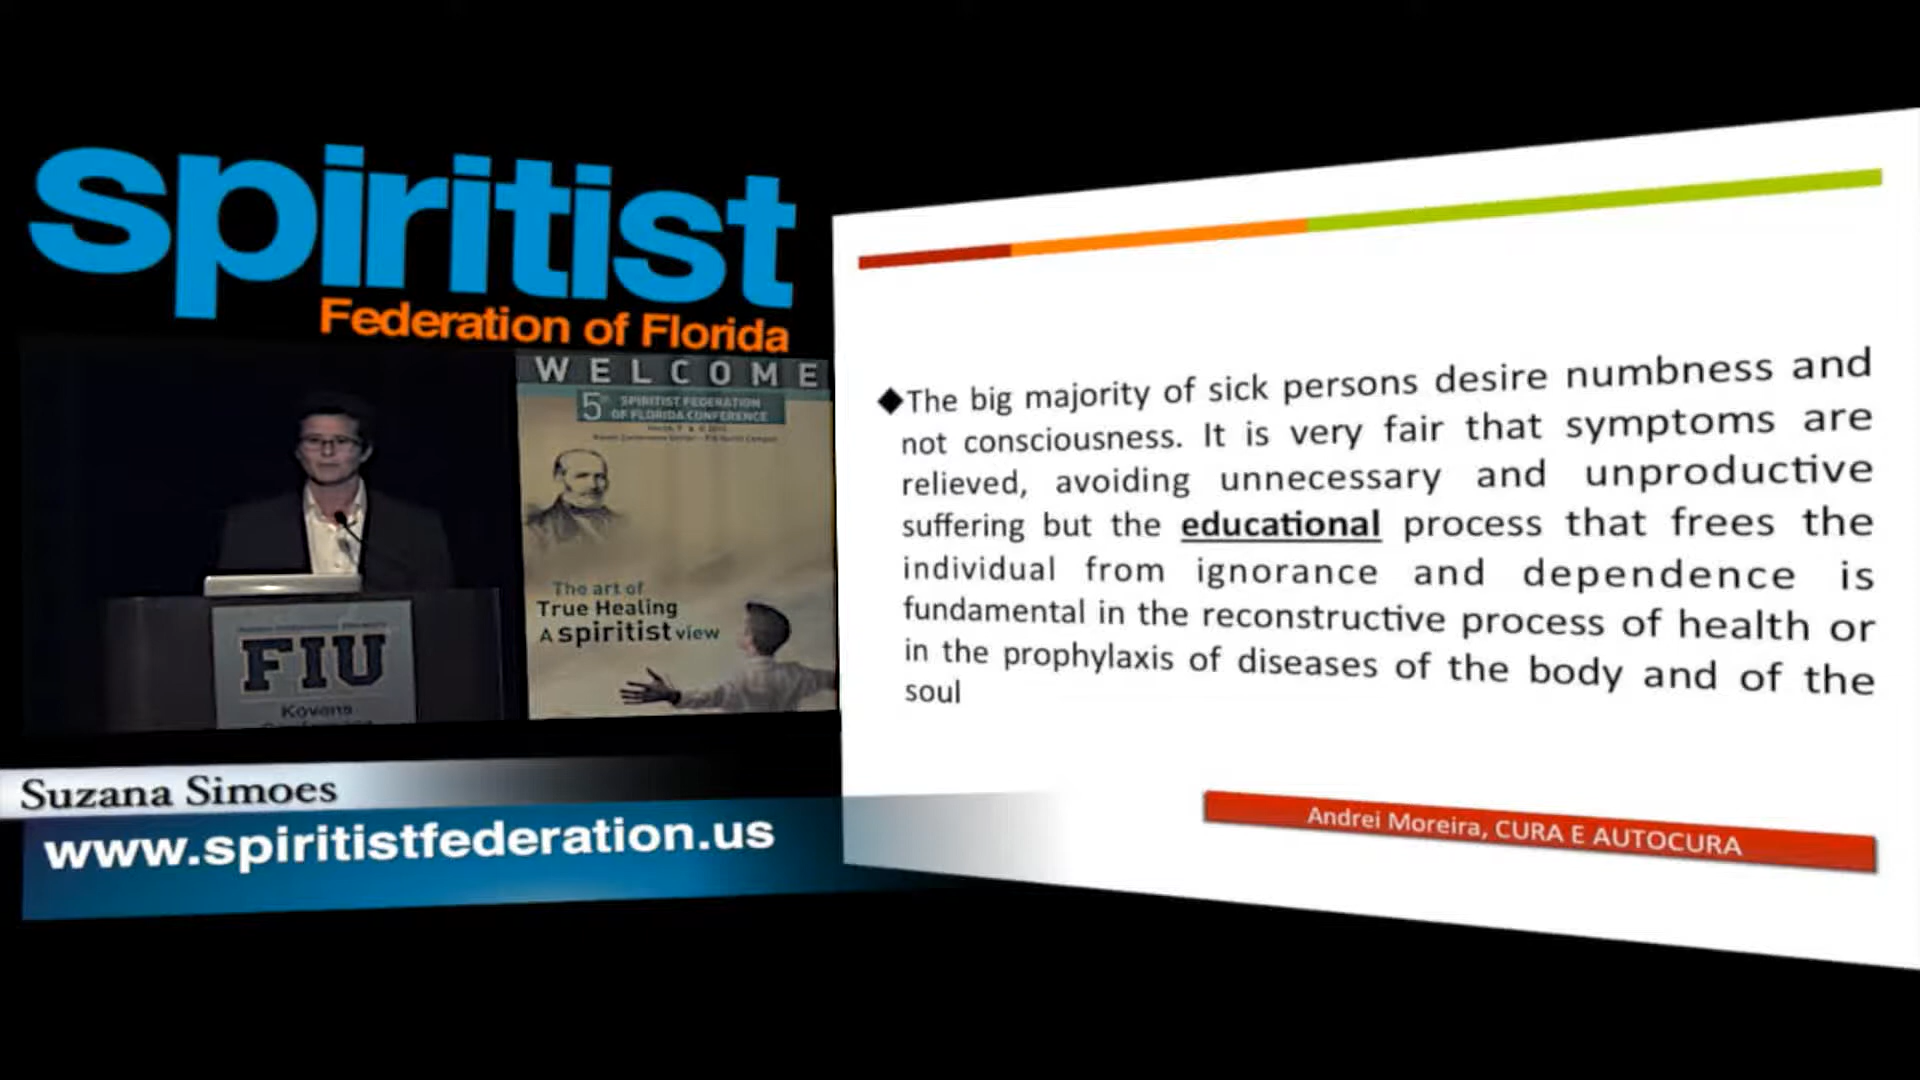 spiritist
Federation of Florida
WELCOME
5TH SPIRITIST FEDERATION
OF FLORIDA CONFERENCE
The art of
True Healing
A spiritist view
FIU
Kovens
Suzana Simoes
www.spiritistfederation.us
◆The big majority of sick persons desire numbness and
not consciousness. It is very fair that symptoms are
relieved, avoiding unnecessary and unproductive
suffering but the educational process that frees the
individual from ignorance and dependence is
fundamental in the reconstructive process of health or
in the prophylaxis of diseases of the body and of the
soul
Andrei Moreira, CURA E AUTOCURA